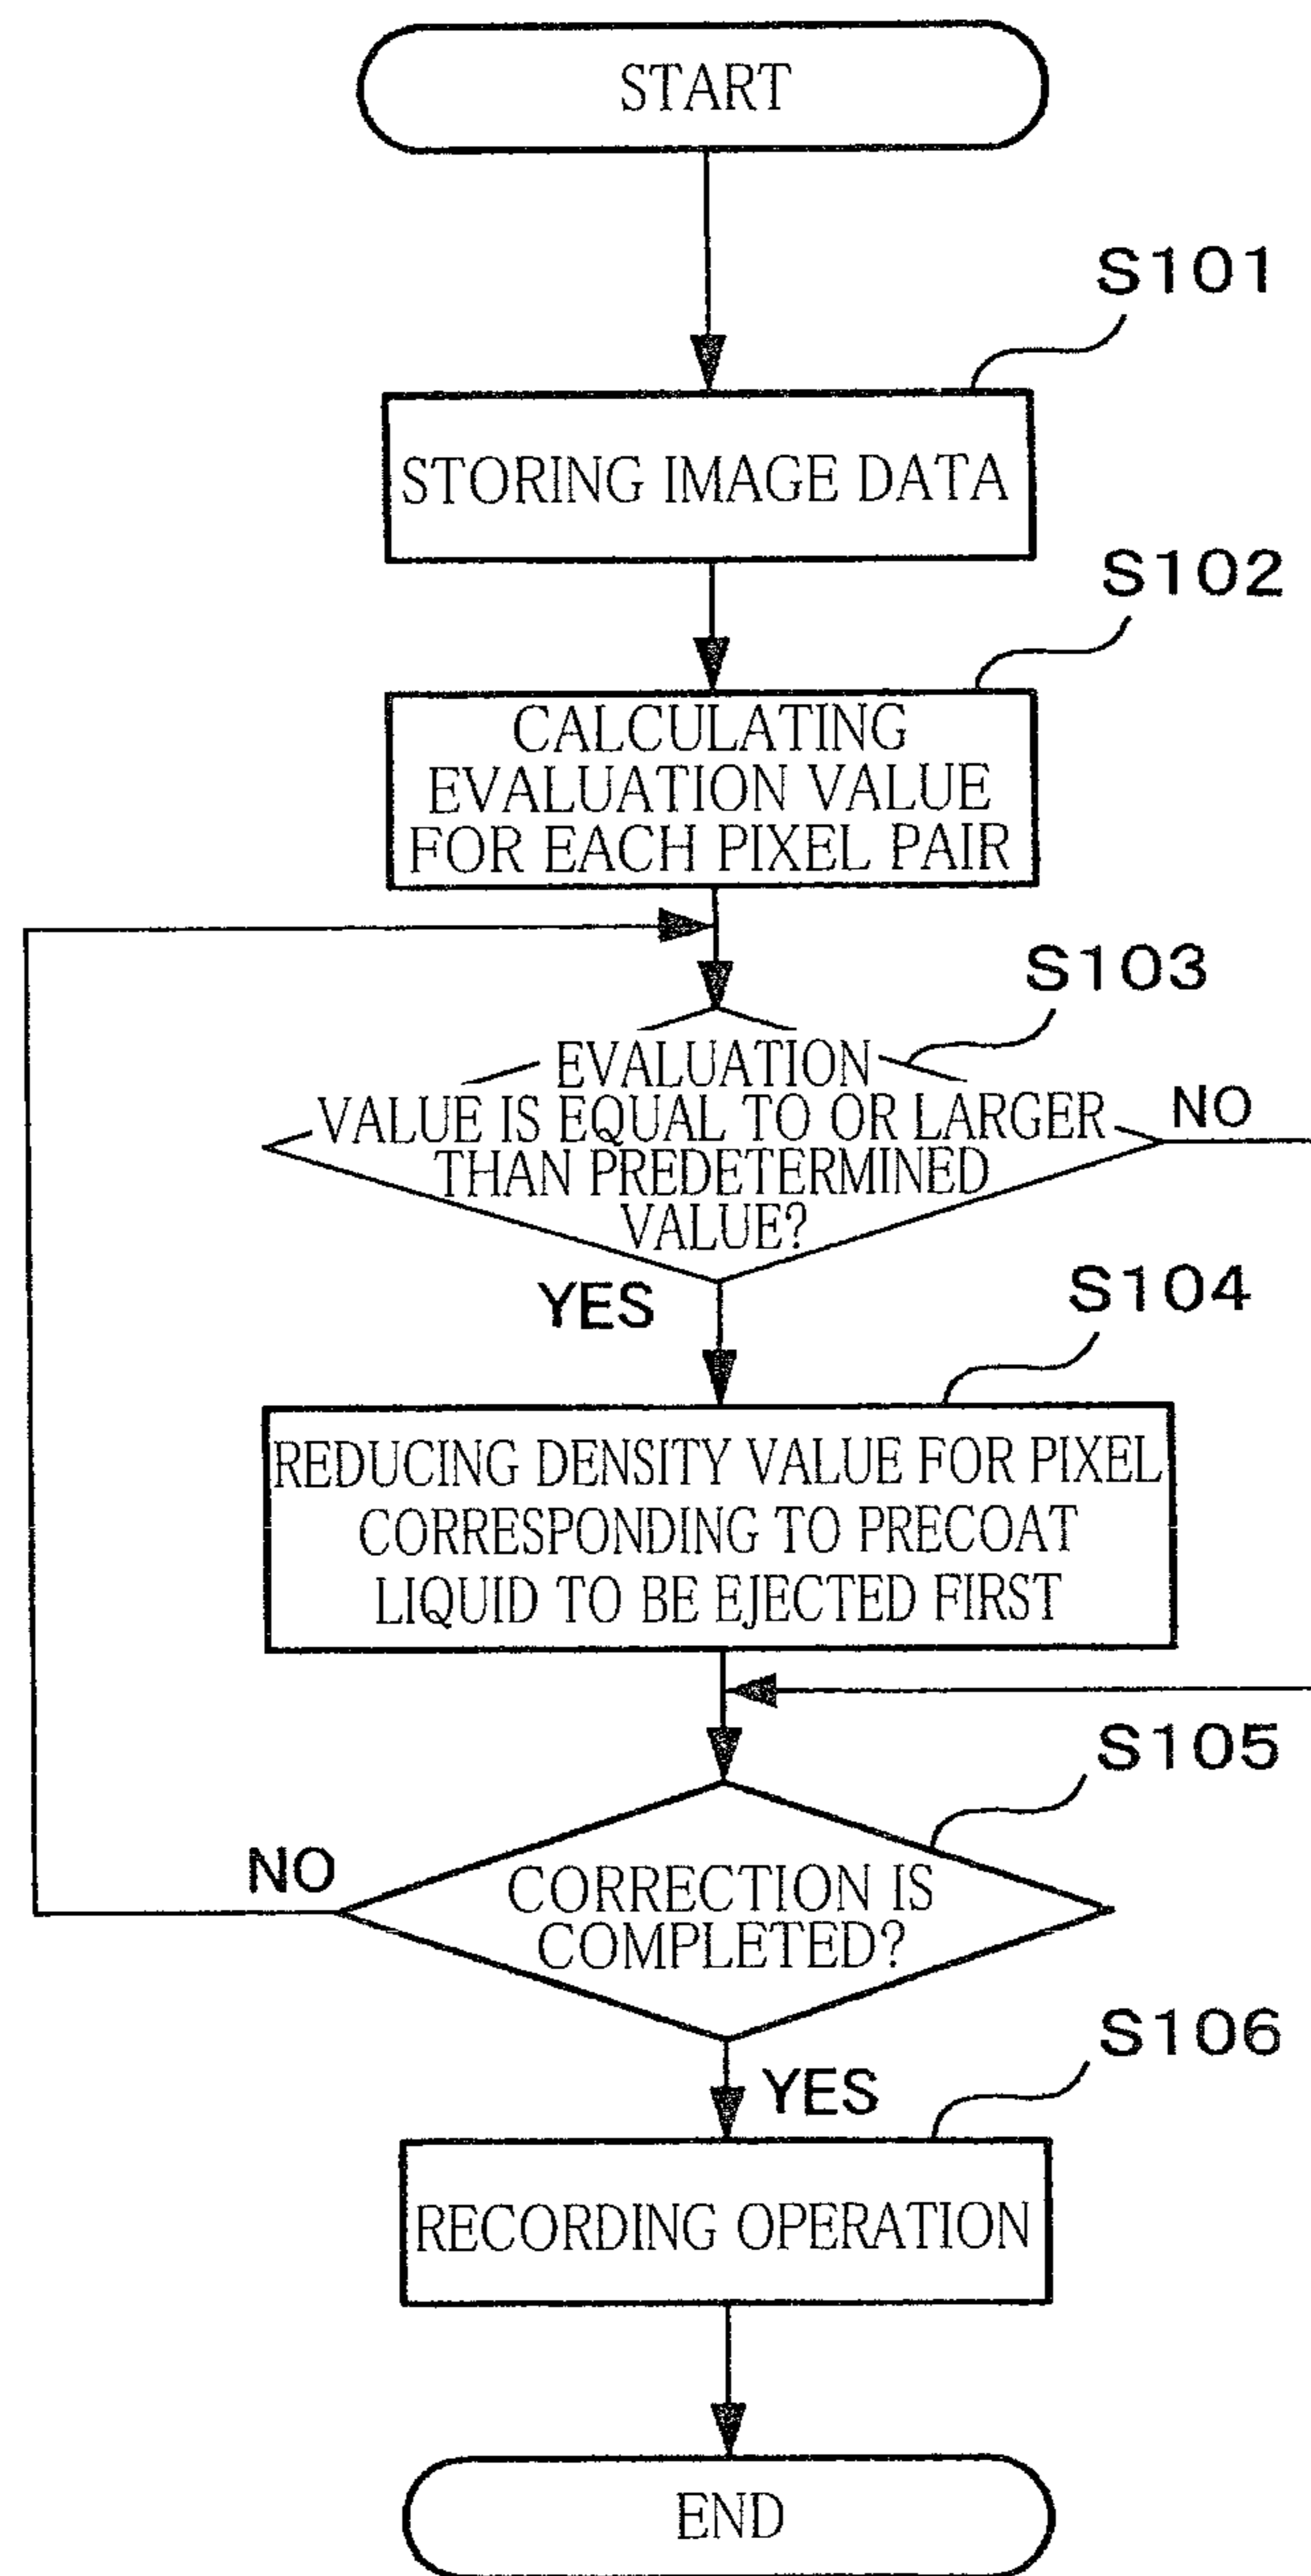 START
S101
STORING IMAGE DATA
S102
CALCULATING
EVALUATION VALUE
FOR EACH PIXEL PAIR
S103
EVALUATION
VALUE IS EQUAL TO OR LARGER
THAN PREDETERMINED
VALUE?
NO
YES
S104
REDUCING DENSITY VALUE FOR PIXEL
CORRESPONDING TO PRECOAT
LIQUID TO BE EJECTED FIRST
S105
NO
CORRECTION IS
COMPLETED?
YES
S106
RECORDING OPERATION
END